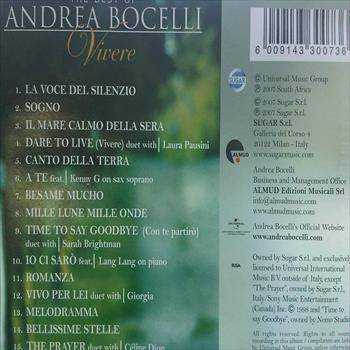 THE BEST OF
ANDREA BOCELLI
Vivere
1. LA VOCE DEL SILENZIO
2. SOGNO
3. IL MARE CALMO DELLA SERA
4. DARE TO LIVE (Vivere) duet with | Laura Pausini
5. CANTO DELLA TERRA
6. A TE feat. | Kenny G on sax soprano
7. BESAME MUCHO
8. MILLE LUNE MILLE ONDE
9. TIME TO SAY GOODBYE (Con te partirò)
duet with | Sarah Brightman
10. IO CI SARÒ feat. | Lang Lang on piano
11. ROMANZA
12. VIVO PER LEI duet with | Giorgia
13. MELODRAMMA
14. BELLISSIME STELLE
15. THE PRAYER duet with | Céline Dion
6 009143 300736
SUGAR
© Universal Music Group
℗ 2007 South Africa
© 2007 Sugar S.r.l.
℗ 2007 Sugar S.r.l.
SUGAR S.r.l.
Galleria del Corso 4
20122 Milan - Italy
www.sugarmusic.com
ALMUD
Andrea Bocelli
Business and Management Office
ALMUD Edizioni Musicali Srl
info@almudmusic.com
www.almudmusic.com
UNIVERSAL
Andrea Bocelli's Official Website
www.andreabocelli.com
RISA
Owned by Sugar S.r.l. and exclusively
licensed to Universal International
Music B.V. outside of Italy, except
"The Prayer", owned by Sugar S.r.l.,
Italy/Sony Music Entertainment
(Canada) Inc. © 1998 and "Time to
say Goodbye", owned by Nemo Studio
All rights reserved. All rights in all sound
recording in this